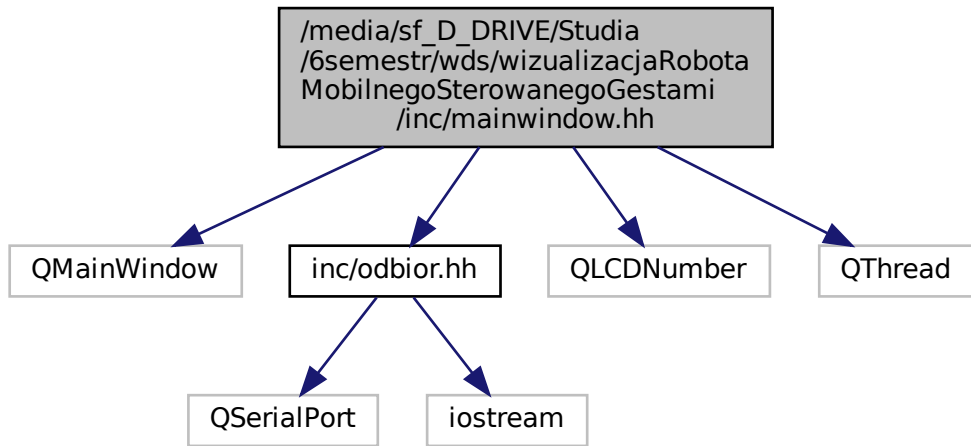 /media/sf_D_DRIVE/Studia
/6semestr/wds/wizualizacjaRobota
MobilnegoSterowanegoGestami
/inc/mainwindow.hh
QMainWindow
inc/odbior.hh
QLCDNumber
QThread
QSerialPort
iostream